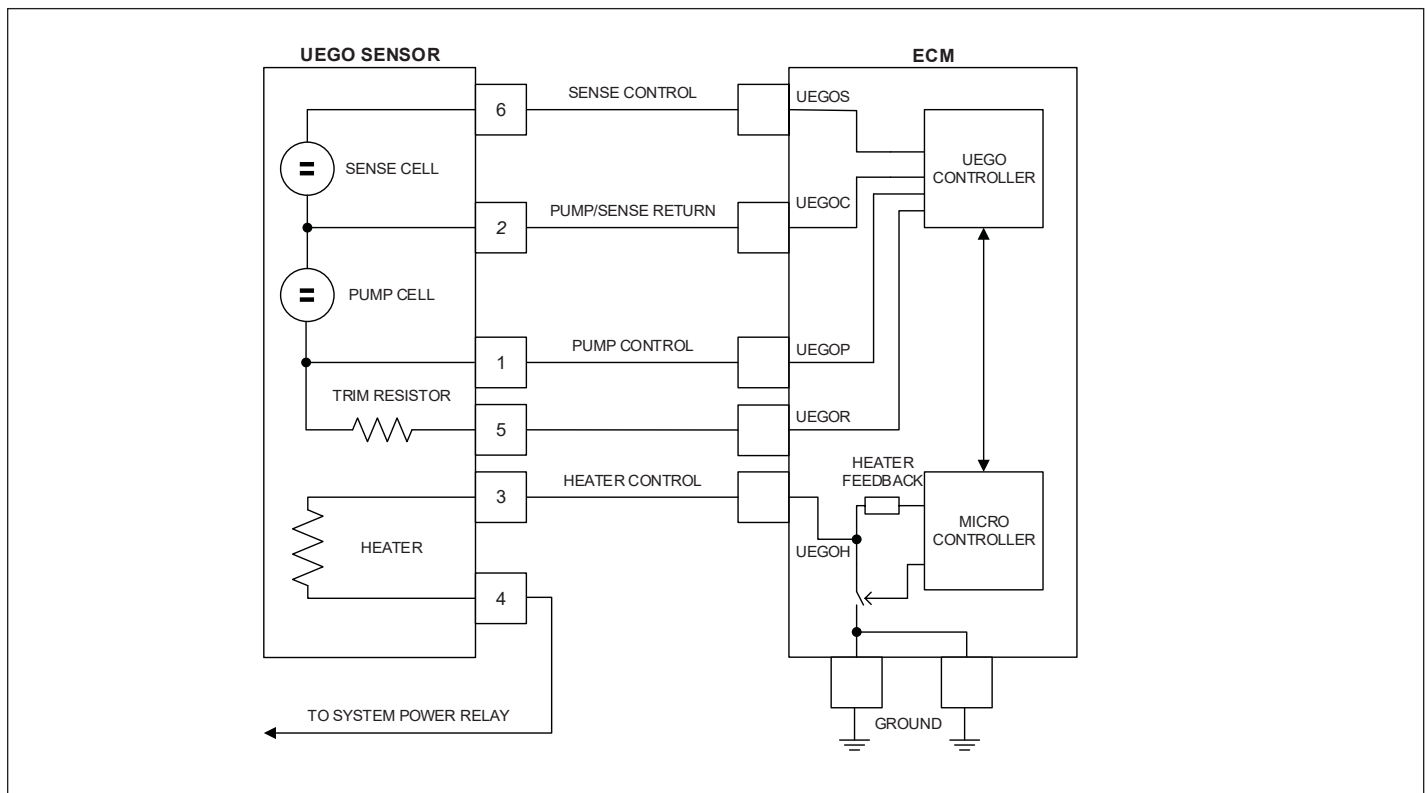 UEGO SENSOR
ECM
6
SENSE CONTROL
UEGOS
SENSE CELL
UEGO
CONTROLLER
2
PUMP/SENSE RETURN
UEGOC
PUMP CELL
1
PUMP CONTROL
UEGOP
TRIM RESISTOR
5
UEGOR
3
HEATER CONTROL
HEATER
FEEDBACK
MICRO
CONTROLLER
HEATER
UEGOH
4
TO SYSTEM POWER RELAY
GROUND